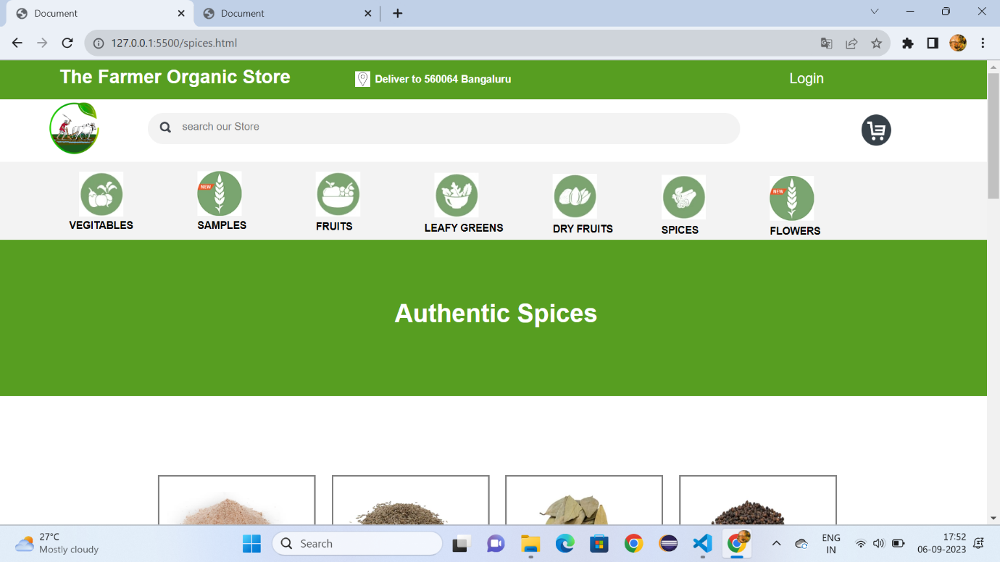 Document
Document
127.0.0.1:5500/spices.html
The Farmer Organic Store
Deliver to 560064 Bangaluru
Login
search our Store
NEW
NEW
VEGITABLES
SAMPLES
FRUITS
LEAFY GREENS
DRY FRUITS
SPICES
FLOWERS
Authentic Spices
27°C
Mostly cloudy
Search
ENG
IN
17:52
06-09-2023